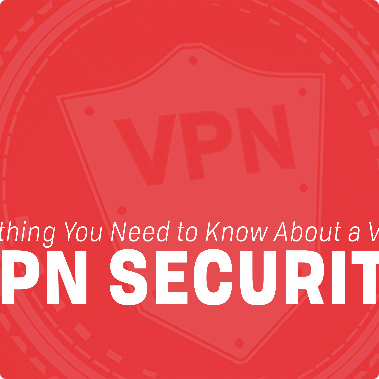 VPN
thing You Need to Know About a V
PN SECURIT